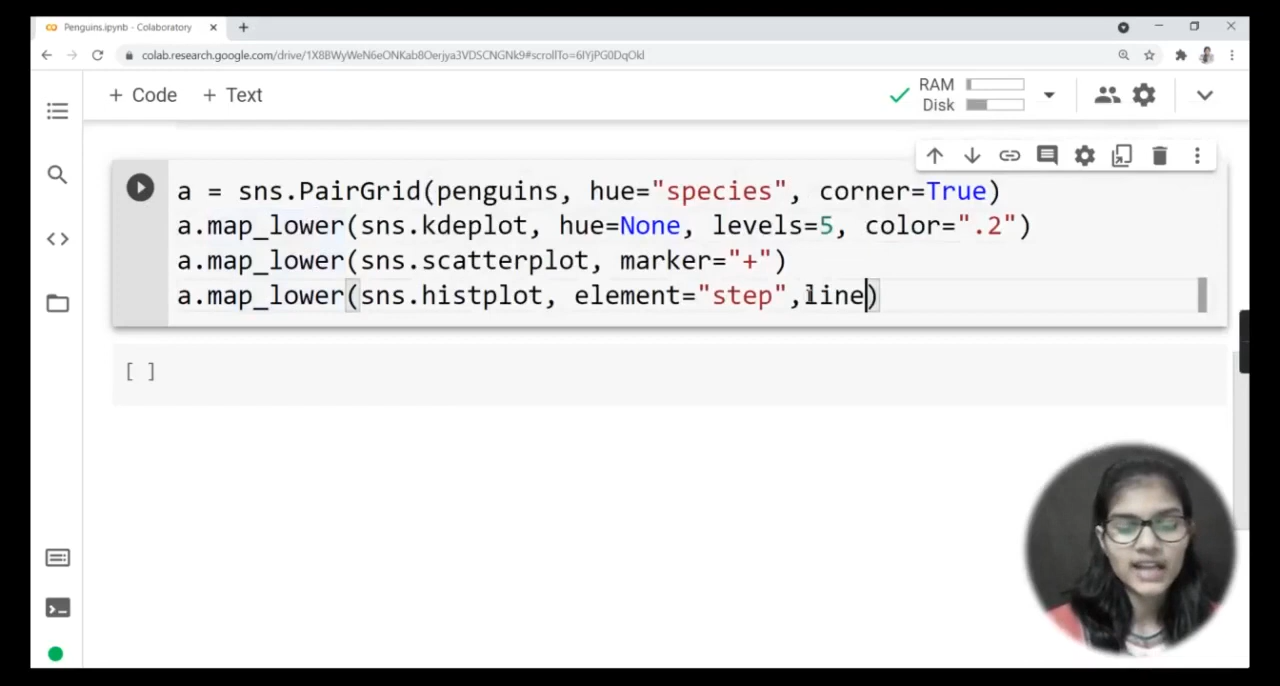 Penguins.ipynb - Colaboratory
colab.research.google.com/drive/1X8BWyWeN6eONKab8Oerjya3VDSCNGNk9#scrollTo=6IYjPG0DqOkl
+ Code + Text
RAM
Disk
a = sns.PairGrid(penguins, hue="species", corner=True)
a.map_lower(sns.kdeplot, hue=None, levels=5, color=".2")
a.map_lower(sns.scatterplot, marker="+")
a.map_lower(sns.histplot, element="step",line)
[ ]